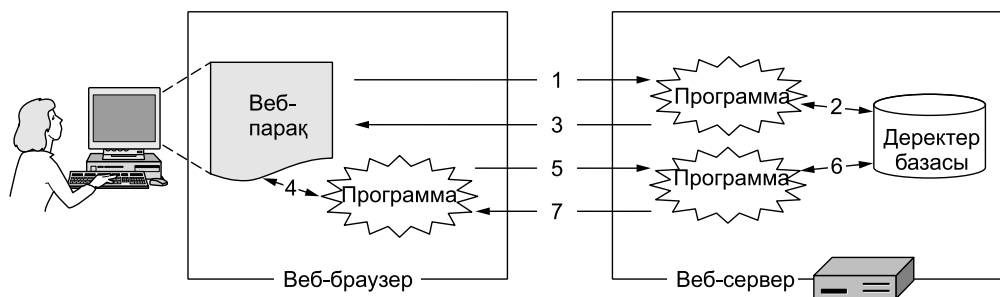 Веб-
парақ
1
Программа
2
3
Деректер
базасы
4
Программа
5
Программа
6
7
Веб-браузер
Веб-сервер